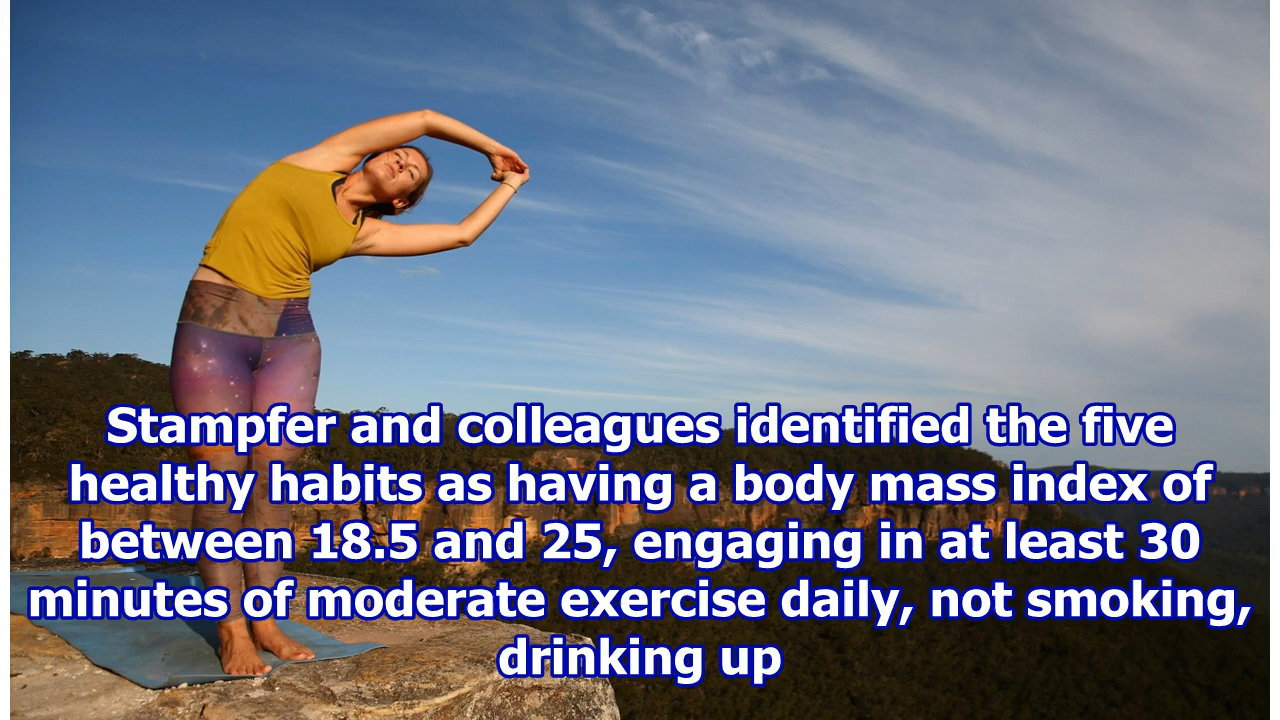 Stampfer and colleagues identified the five
healthy habits as having a body mass index of
between 18.5 and 25, engaging in at least 30
minutes of moderate exercise daily, not smoking,
drinking up